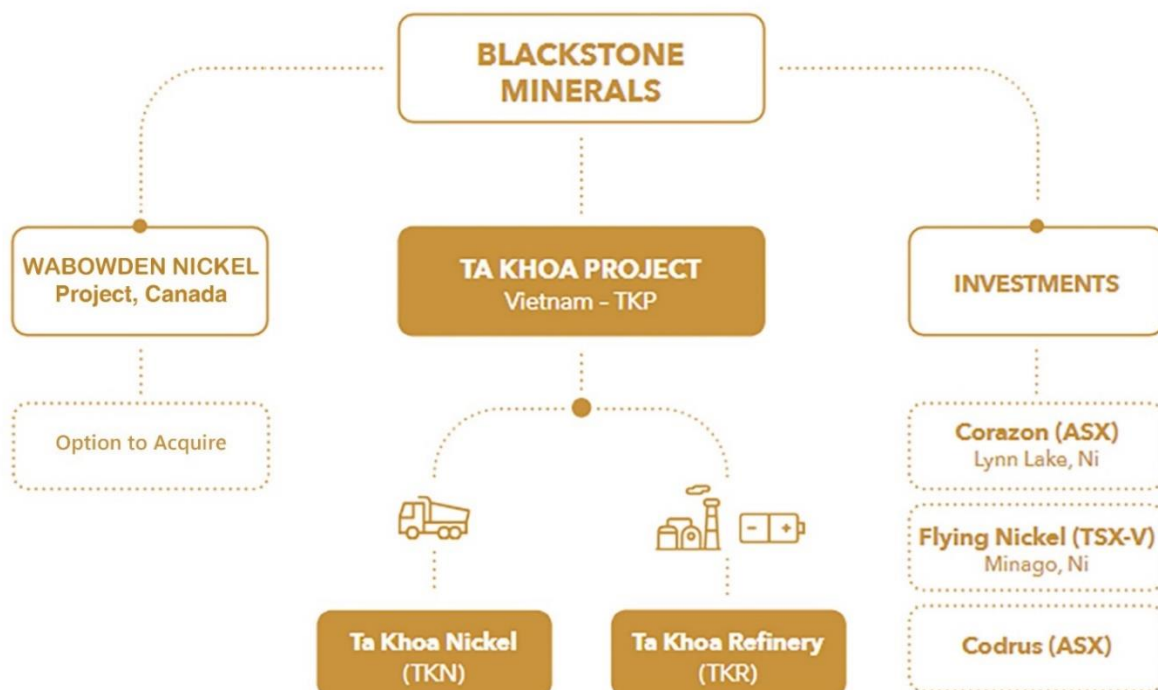 BLACKSTONE
MINERALS
WABOWDEN NICKEL
Project, Canada
Option to Acquire
TA KHOA PROJECT
Vietnam – TKP
Ta Khoa Nickel
(TKN)
Ta Khoa Refinery
(TKR)
INVESTMENTS
Corazon (ASX)
Lynn Lake, Ni
Flying Nickel (TSX-V)
Minago, Ni
Codrus (ASX)